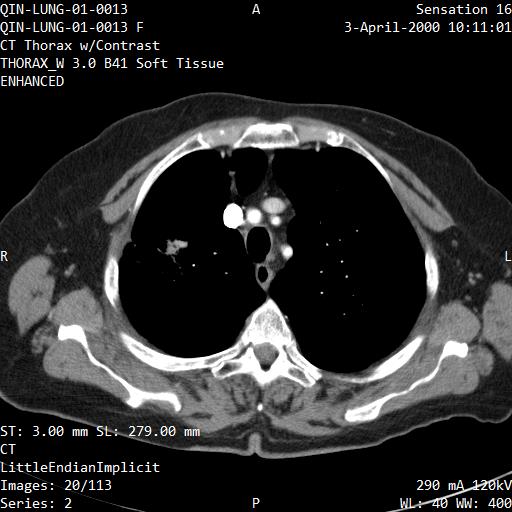 QIN-LUNG-01-0013
A
Sensation 16
QIN-LUNG-01-0013 F
3-April-2000 10:11:01
CT Thorax w/Contrast
THORAX_W 3.0 B41 Soft Tissue
ENHANCED
R
L
ST: 3.00 mm SL: 279.00 mm
CT
LittleEndianImplicit
Images: 20/113
290 mA 120kV
Series: 2
P
WL: 40 WW: 400